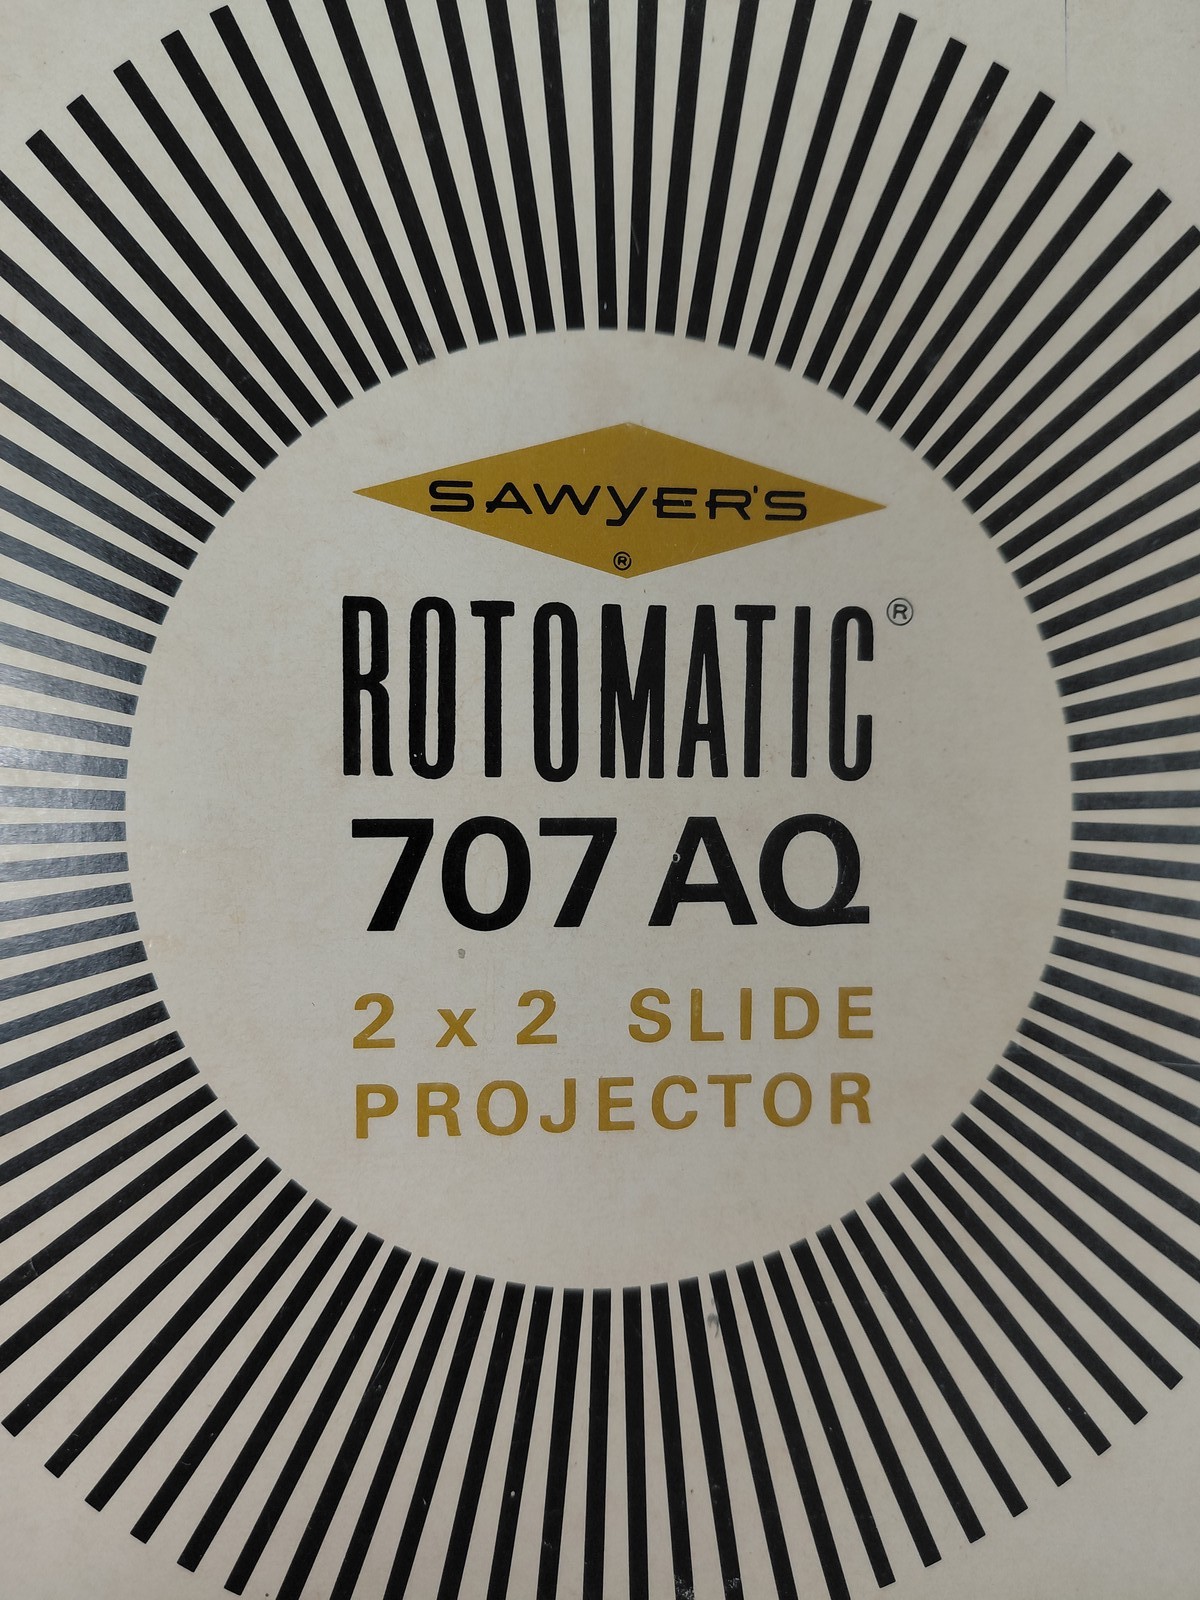 SAWYER'S
®
ROTOMATIC®
707 AQ
2 x 2 SLIDE
PROJECTOR